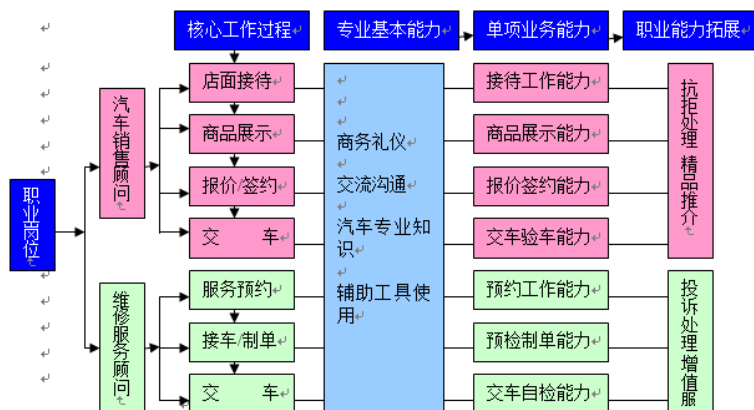 核心工作过程
专业基本能力
单项业务能力
职业能力拓展
职业岗位
汽车销售顾问
店面接待
商品展示
报价/签约
交 车
维修服务顾问
服务预约
接车/制单
交 车
商务礼仪
交流沟通
汽车专业知
识
辅助工具使
用
接待工作能力
商品展示能力
报价签约能力
交车验车能力
预约工作能力
预检制单能力
交车自检能力
抗拒处理 精品推介
投诉处理 增值服